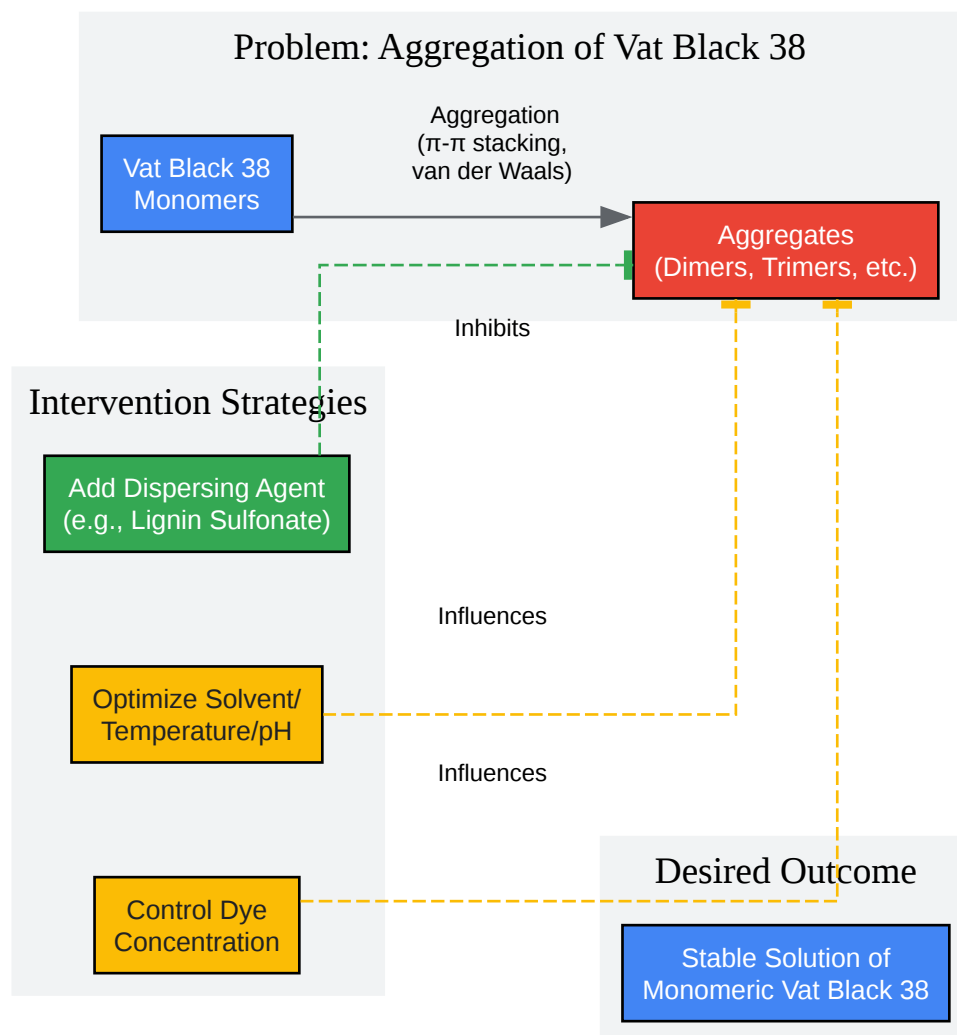 Problem: Aggregation of Vat Black 38
Aggregation
(π-π stacking,
van der Waals)
Vat Black 38
Monomers
Aggregates
(Dimers, Trimers, etc.)
Inhibits
Intervention Strategies
Add Dispersing Agent
(e.g., Lignin Sulfonate)
Influences
Optimize Solvent/
Temperature/pH
Influences
Desired Outcome
Control Dye
Concentration
Stable Solution of
Monomeric Vat Black 38